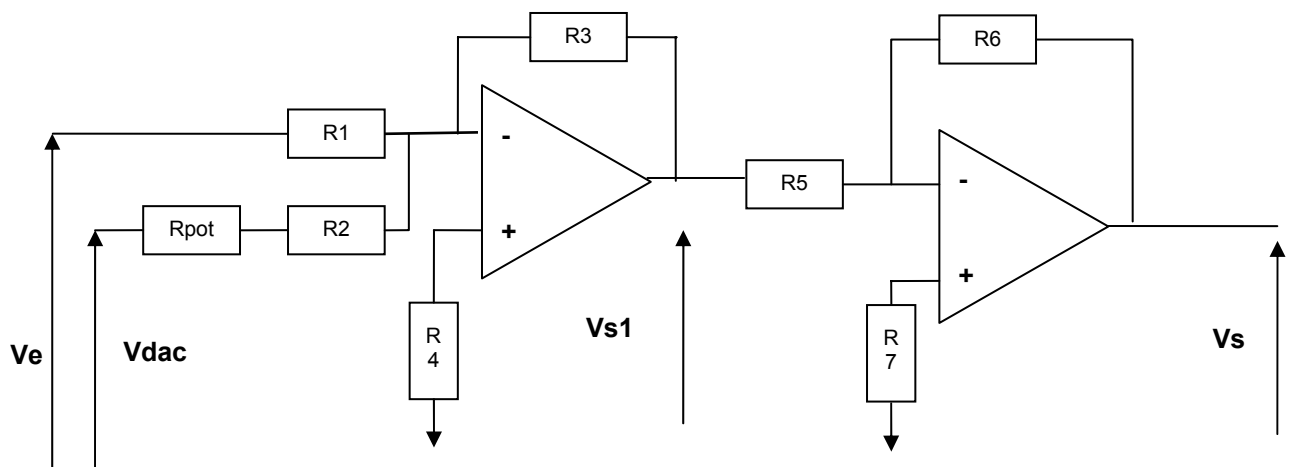 R3
R6
R1
-
R5
-
Rpot
R2
+
+
R
4
Vs1
R
7
Ve
Vdac
Vs